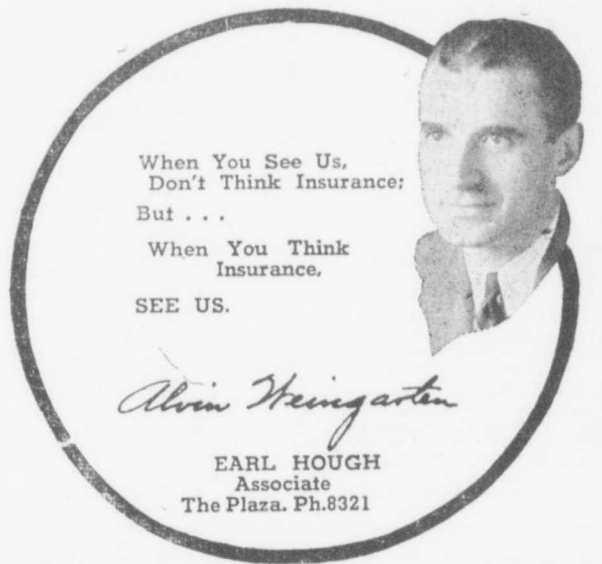 When You See Us,
Don't Think Insurance;
But . . .
When You Think
Insurance,
SEE US.
Alvin Weingarten
EARL HOUGH
Associate
The Plaza. Ph.8321